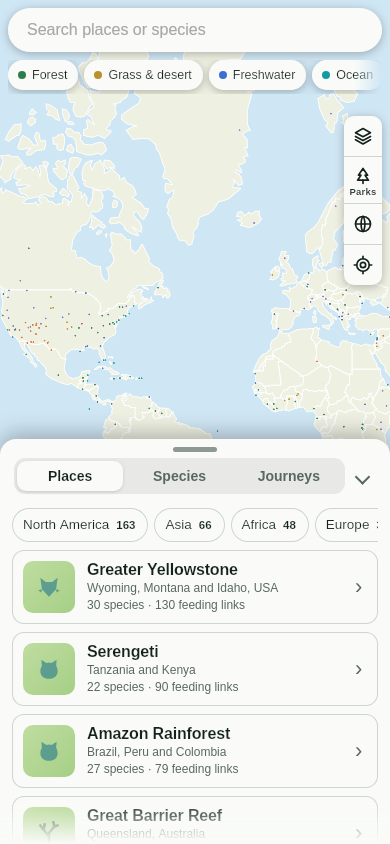 Search places or species
Forest
Grass & desert
Freshwater
Ocean
Parks
Places
Species
Journeys
North America 163
Asia 66
Africa 48
Europe
Greater Yellowstone
Wyoming, Montana and Idaho, USA
30 species · 130 feeding links
Serengeti
Tanzania and Kenya
22 species · 90 feeding links
Amazon Rainforest
Brazil, Peru and Colombia
27 species · 79 feeding links
Great Barrier Reef
Queensland, Australia